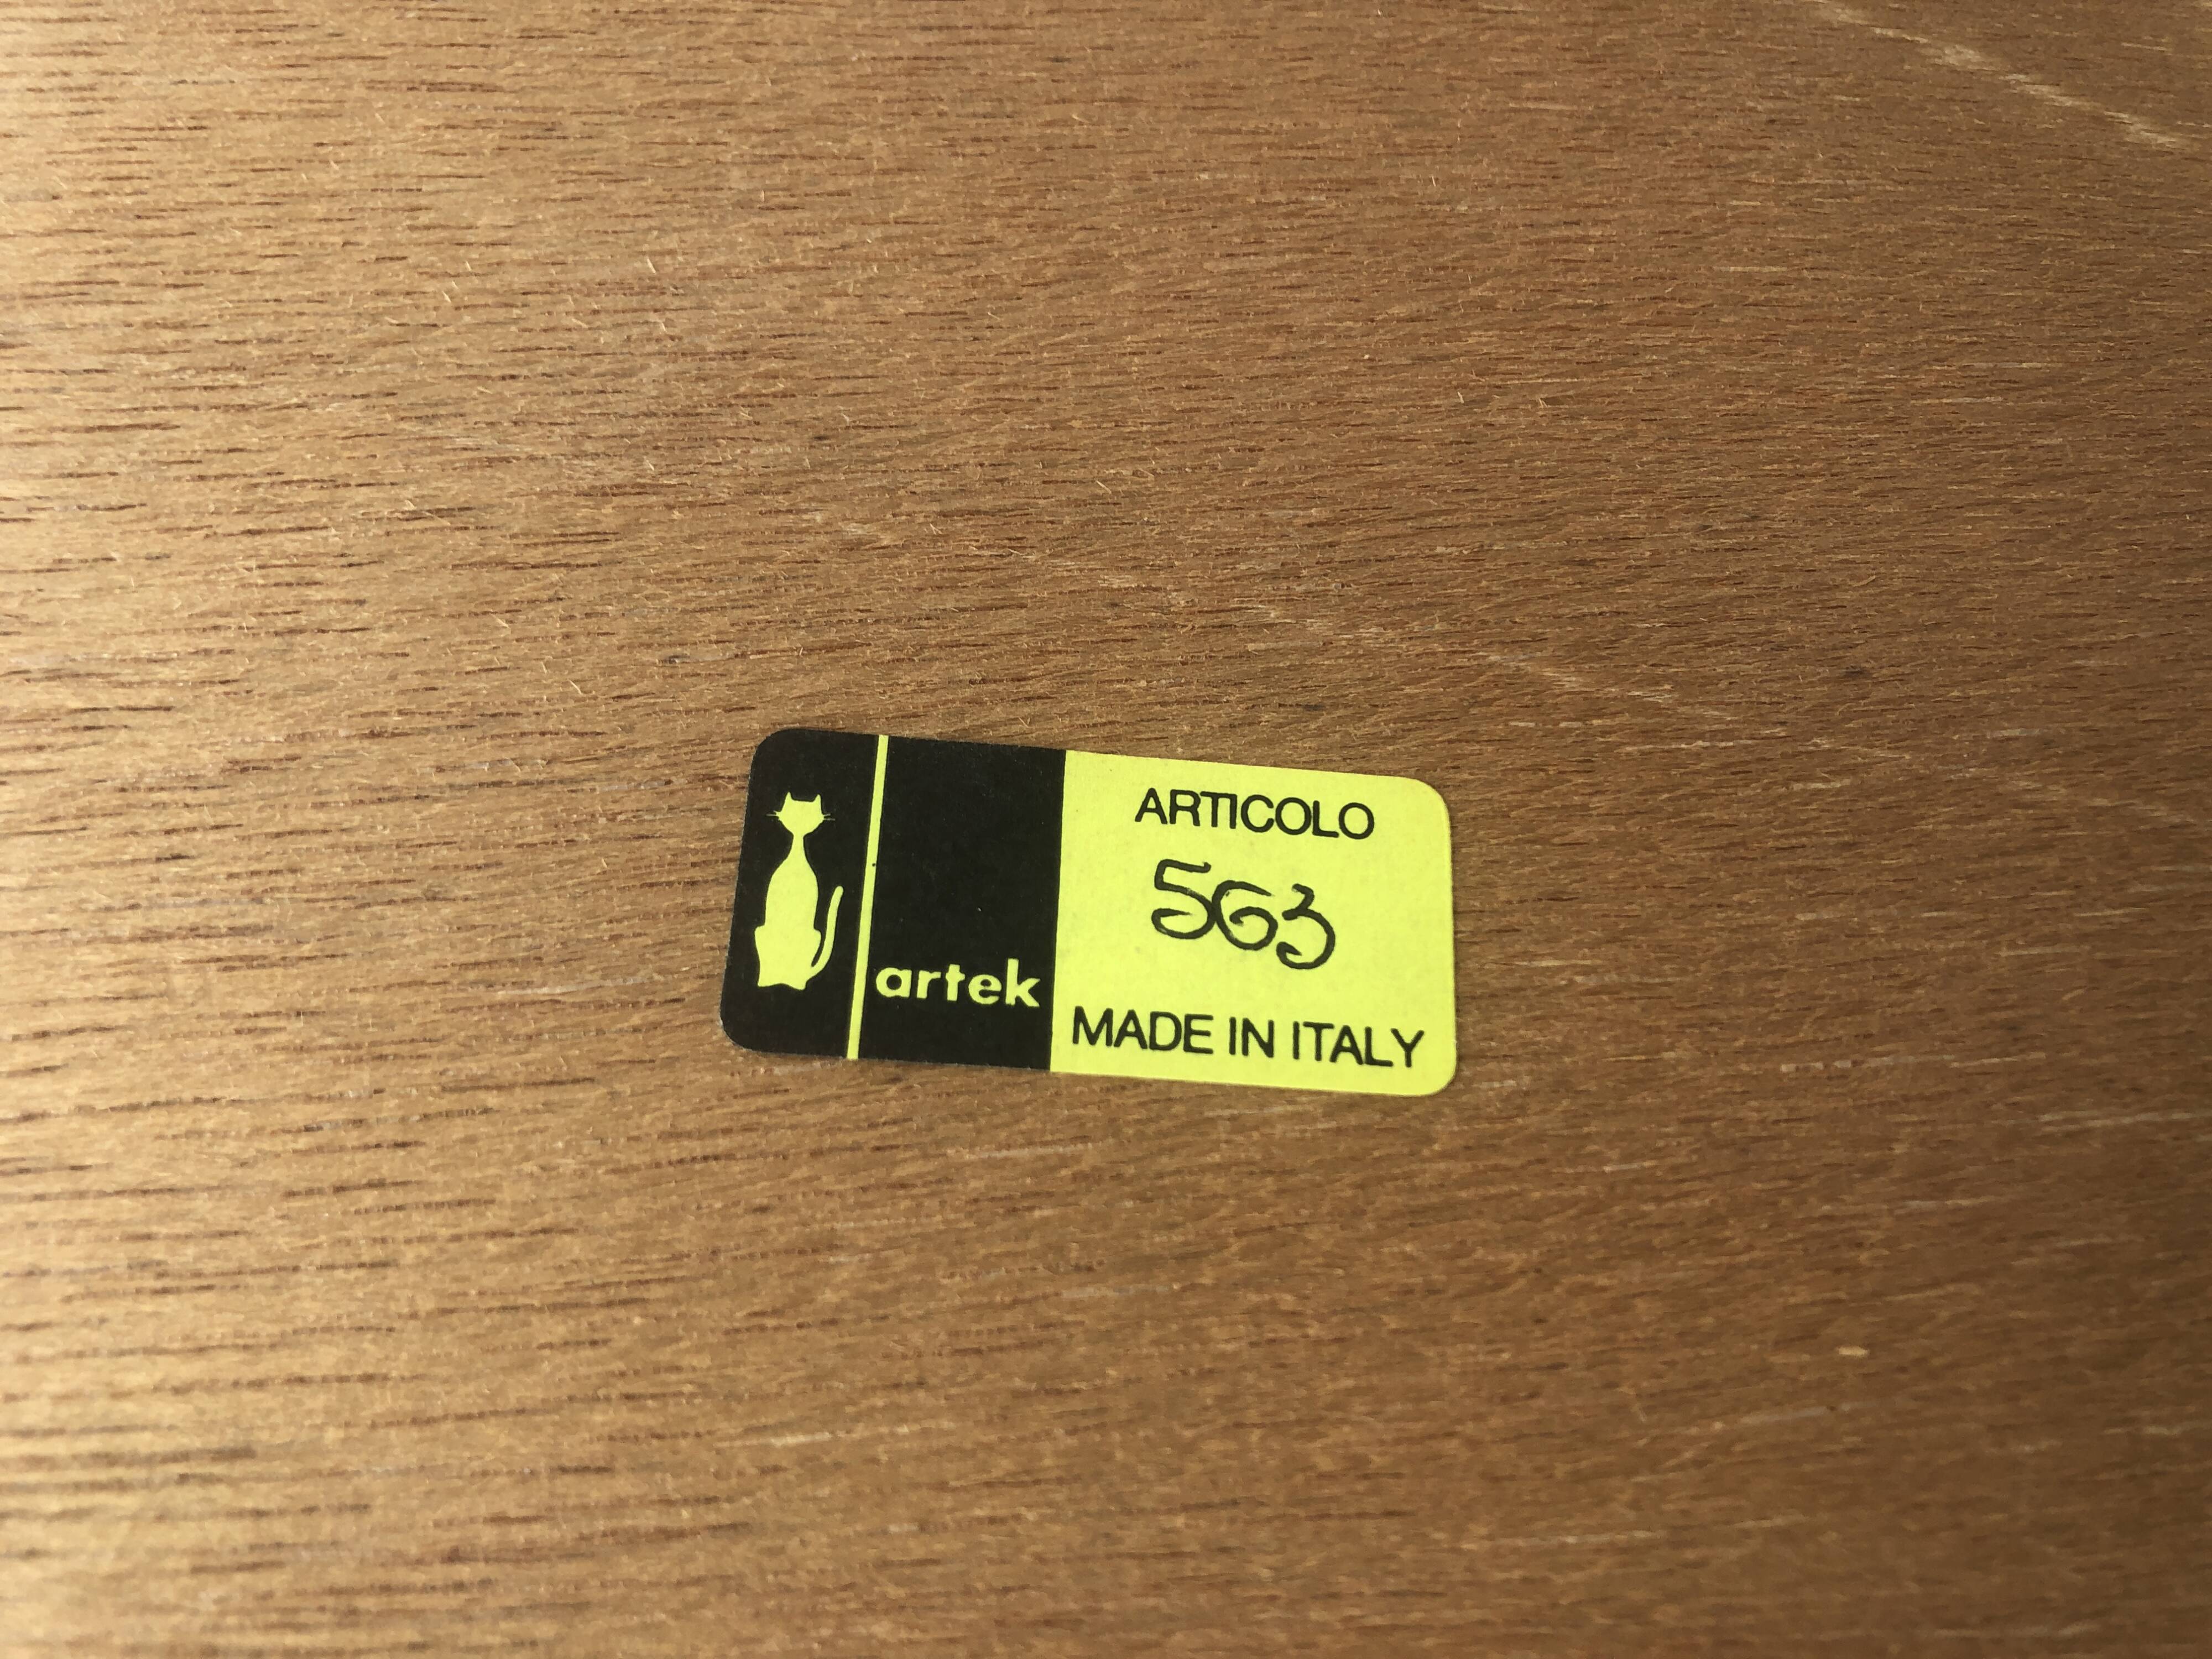 artek
ARTICOLO
563
MADE IN ITALY